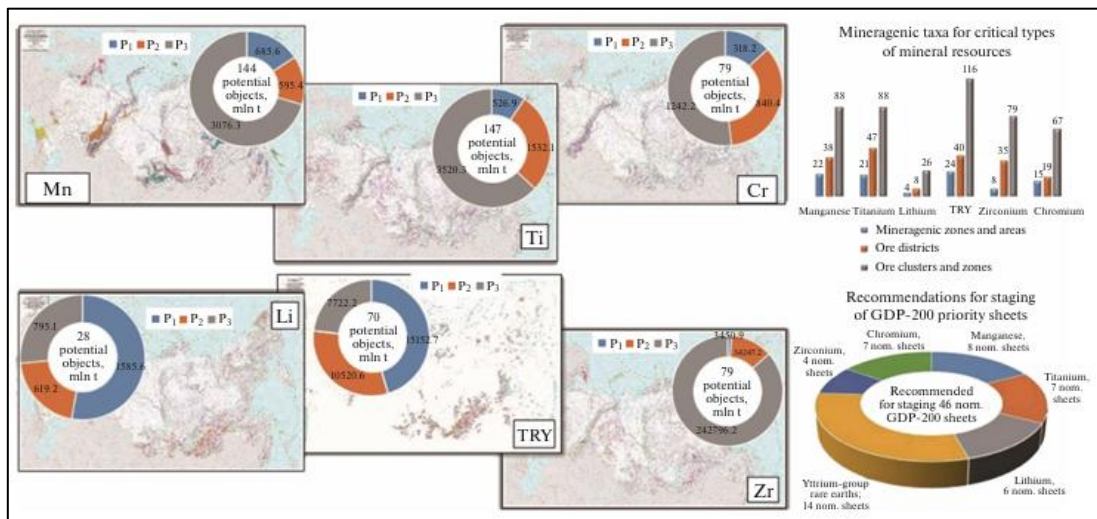 P₁ P₂ P₃
685.6
595.4
3076.3
144
potential
objects,
mln t
Mn
P₁ P₂ P₃
526.9
1532.1
3520.3
147
potential
objects,
mln t
Ti
P₁ P₂ P₃
318.2
840.4
1242.2
79
potential
objects,
mln t
Cr
Mineragenic taxa for critical types
of mineral resources
22 38 88
21 47 88
4 8 26
24 40 116
8 35 79
15 19 67
Manganese Titanium Lithium TRY Zirconium Chromium
Mineragenic zones and areas
Ore districts
Ore clusters and zones
Li
P₁ P₂ P₃
795.1
619.2
1585.6
28
potential
objects,
mln t
P₁ P₂ P₃
7722.2
10520.6
15152.7
70
potential
objects,
mln t
TRY
P₁ P₂ P₃
3450.9
34247.2
242796.2
79
potential
objects,
mln t
Zr
Recommendations for staging
of GDP-200 priority sheets
Chromium,
7 nom. sheets
Manganese,
8 nom. sheets
Zirconium,
4 nom. sheets
Titanium,
7 nom.
sheets
Recommended
for staging 46 nom.
GDP-200 sheets
Yttrium-group
rare earths;
14 nom. sheets
Lithium,
6 nom. sheets